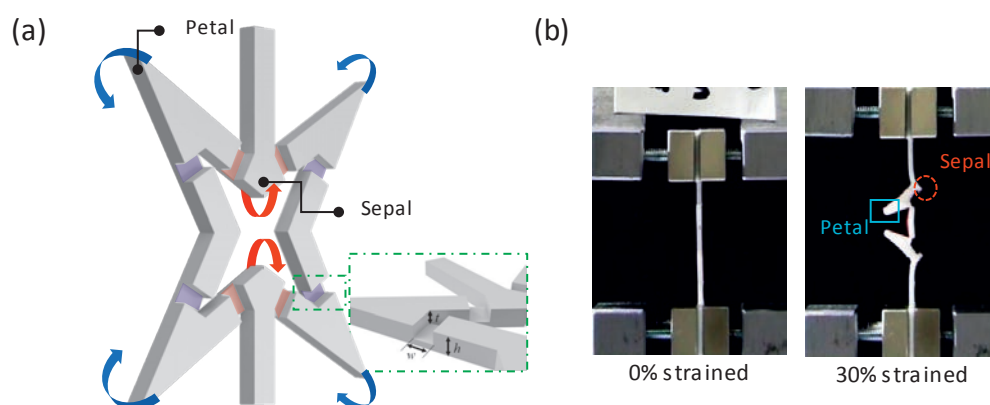 (a)
Petal
Sepal
t
w
h
(b)
Sepal
Petal
0% strained
30% strained